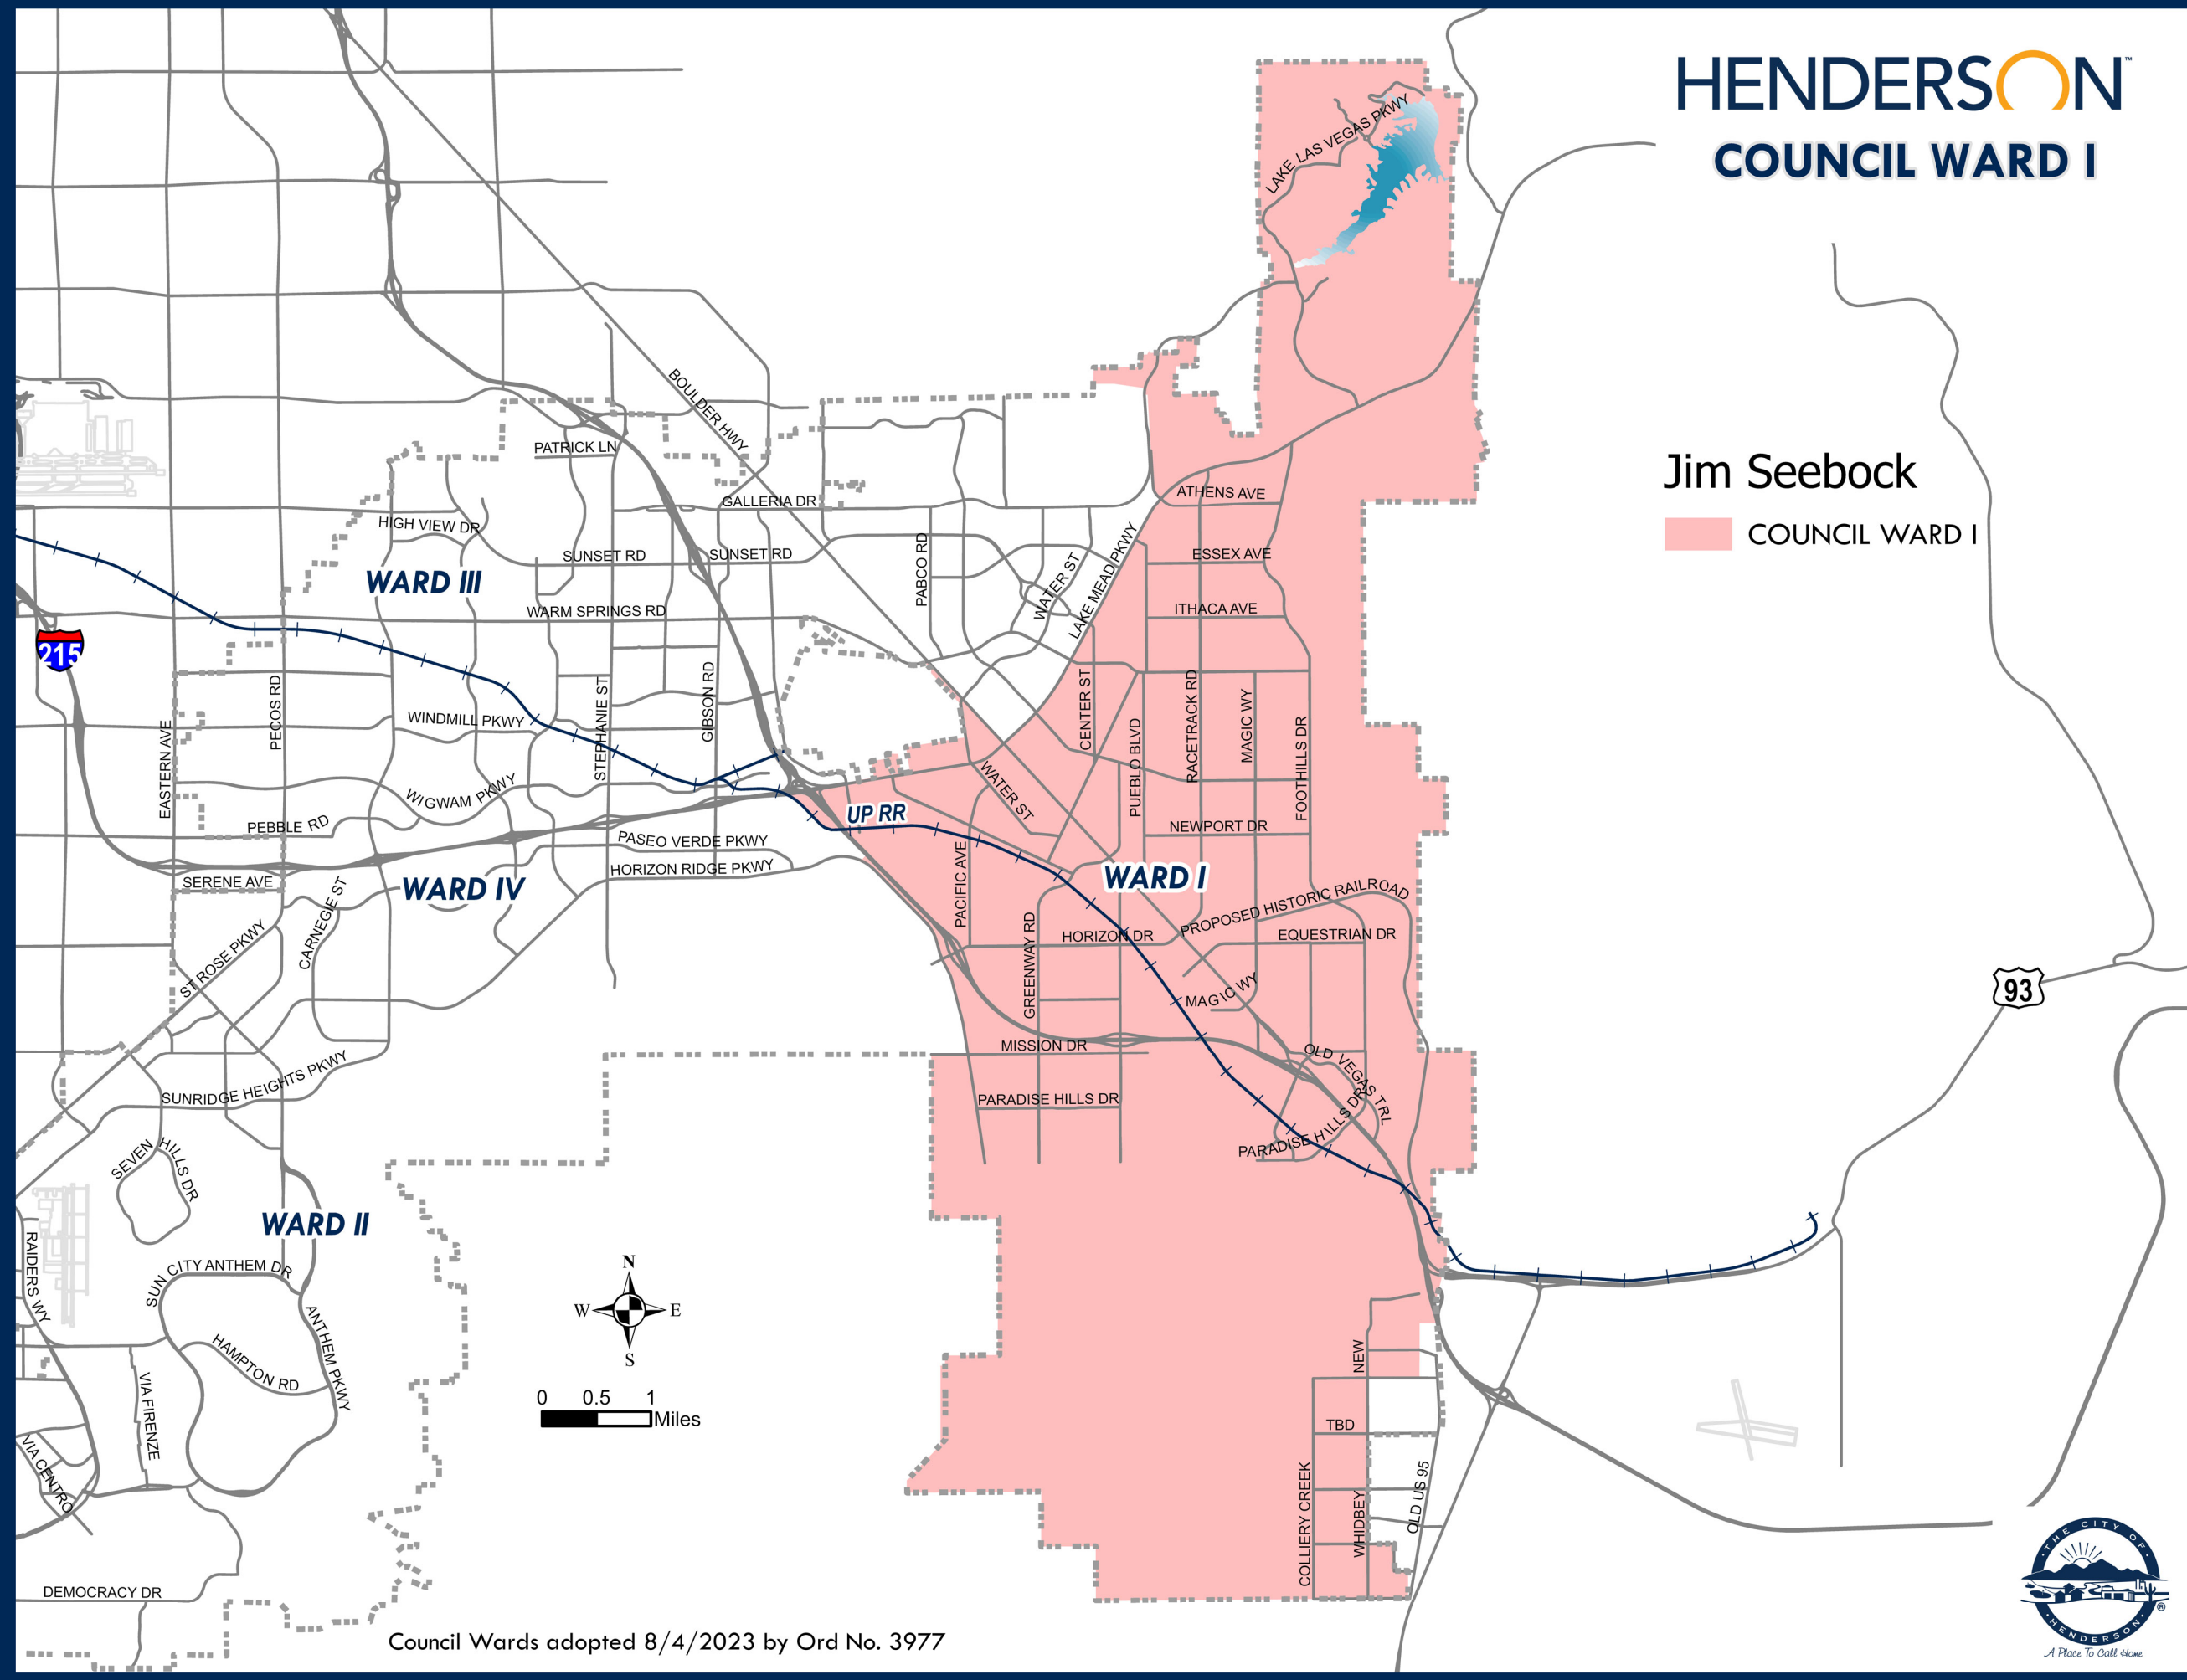 HENDERSON™
COUNCIL WARD I
Jim Seebock
COUNCIL WARD I
LAKE LAS VEGAS PKWY
BOULDER HWY
PATRICK LN
GALLERIA DR
HIGH VIEW DR
SUNSET RD
SUNSET RD
ATHENS AVE
ESSEX AVE
ITHACA AVE
PABCO RD
WATER ST
LAKE MEAD PKWY
WARD III
WARM SPRINGS RD
215
EASTERN AVE
PECOS RD
WINDMILL PKWY
STEPHANIE ST
GIBSON RD
CENTER ST
PUEBLO BLVD
RACETRACK RD
MAGIC WY
FOOTHILLS DR
WIGWAM PKWY
PEBBLE RD
UP RR
WATER ST
NEWPORT DR
PASEO VERDE PKWY
HORIZON RIDGE PKWY
SERENE AVE
CARNEGIE ST
WARD IV
PACIFIC AVE
WARD I
PROPOSED HISTORIC RAILROAD
GREENWAY RD
HORIZON DR
EQUESTRIAN DR
ST ROSE PKWY
MAGIC WY
93
MISSION DR
OLD VEGAS TRL
SUNRIDGE HEIGHTS PKWY
PARADISE HILLS DR
PARADISE HILLS DR
SEVEN HILLS DR
WARD II
RAIDERS WY
SUN CITY ANTHEM DR
ANTHEM PKWY
HAMPTON RD
VIA FIRENZE
VIA CENTRO
N
W E
S
0 0.5 1
Miles
NEW
TBD
COLLIERY CREEK
WHIDBEY
OLD US 95
DEMOCRACY DR
Council Wards adopted 8/4/2023 by Ord No. 3977
THE CITY OF
HENDERSON
®
A Place To Call Home